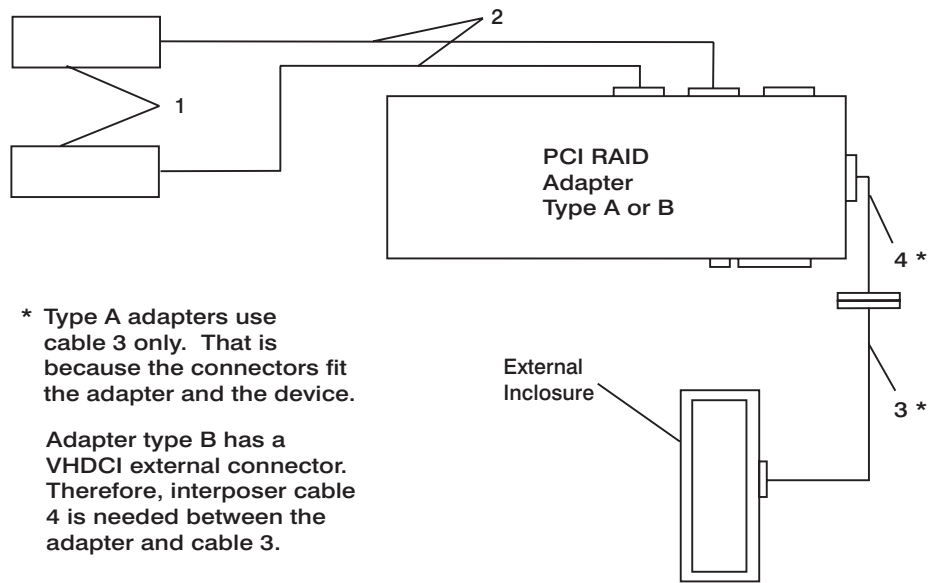 2
1
PCI RAID
Adapter
Type A or B
4 *
* Type A adapters use
cable 3 only. That is
because the connectors fit
the adapter and the device.
External
Inclosure
3 *
Adapter type B has a
VHDCI external connector.
Therefore, interposer cable
4 is needed between the
adapter and cable 3.